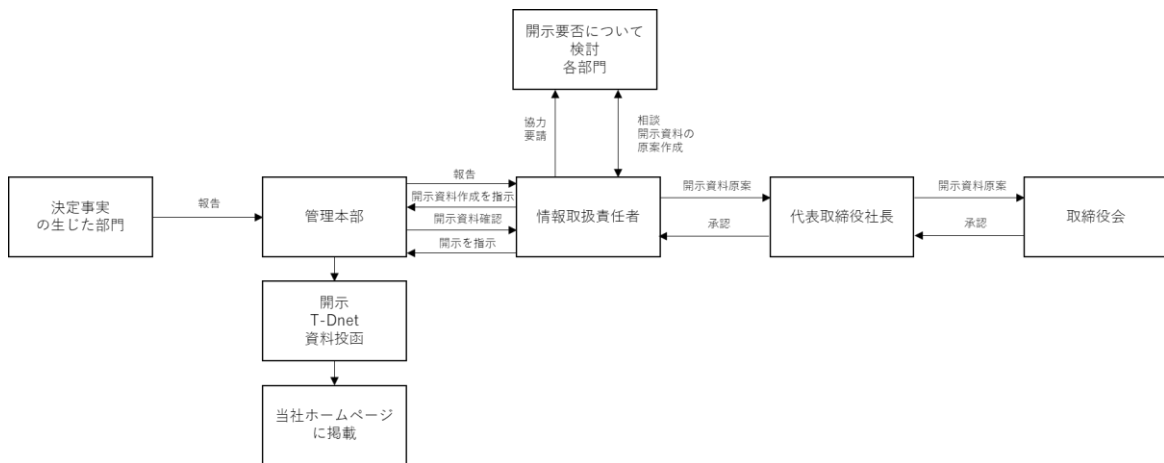 開示要否について
検討
各部門
協力
要請
相談
開示資料の
原案作成
決定事実
の生じた部門
報告
管理本部
報告
開示資料作成を指示
開示資料確認
開示を指示
情報取扱責任者
開示資料原案
承認
代表取締役社長
開示資料原案
承認
取締役会
開示
T-Dnet
資料投函
当社ホームページ
に掲載